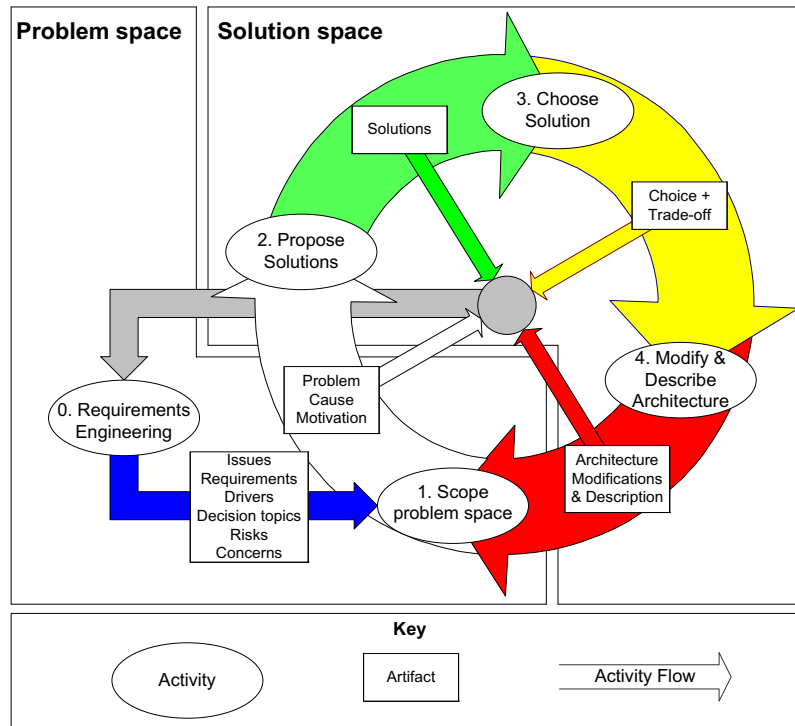 Problem space
Solution space
3. Choose
Solution
Solutions
Choice +
Trade-off
2. Propose
Solutions
4. Modify &
Describe
Architecture
Problem
Cause
Motivation
0. Requirements
Engineering
Issues
Requirements
Drivers
Decision topics
Risks
Concerns
1. Scope
problem space
Architecture
Modifications
& Description
Key
Activity
Artifact
Activity Flow